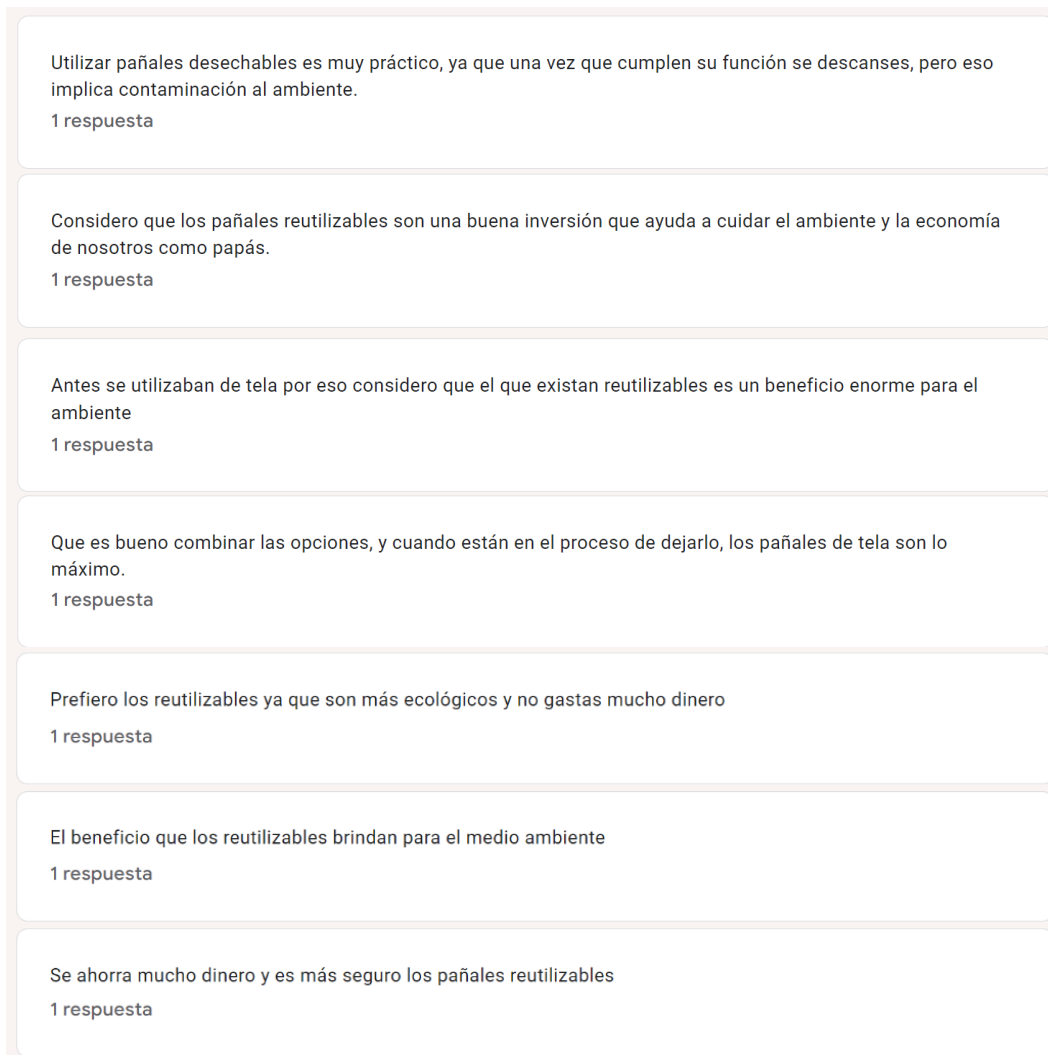 Utilizar pañales desechables es muy práctico, ya que una vez que cumplen su función se descanses, pero eso
implica contaminación al ambiente.
1 respuesta
Considero que los pañales reutilizables son una buena inversión que ayuda a cuidar el ambiente y la economía
de nosotros como papás.
1 respuesta
Antes se utilizaban de tela por eso considero que el que existan reutilizables es un beneficio enorme para el
ambiente
1 respuesta
Que es bueno combinar las opciones, y cuando están en el proceso de dejarlo, los pañales de tela son lo
máximo.
1 respuesta
Prefiero los reutilizables ya que son más ecológicos y no gastas mucho dinero
1 respuesta
El beneficio que los reutilizables brindan para el medio ambiente
1 respuesta
Se ahorra mucho dinero y es más seguro los pañales reutilizables
1 respuesta